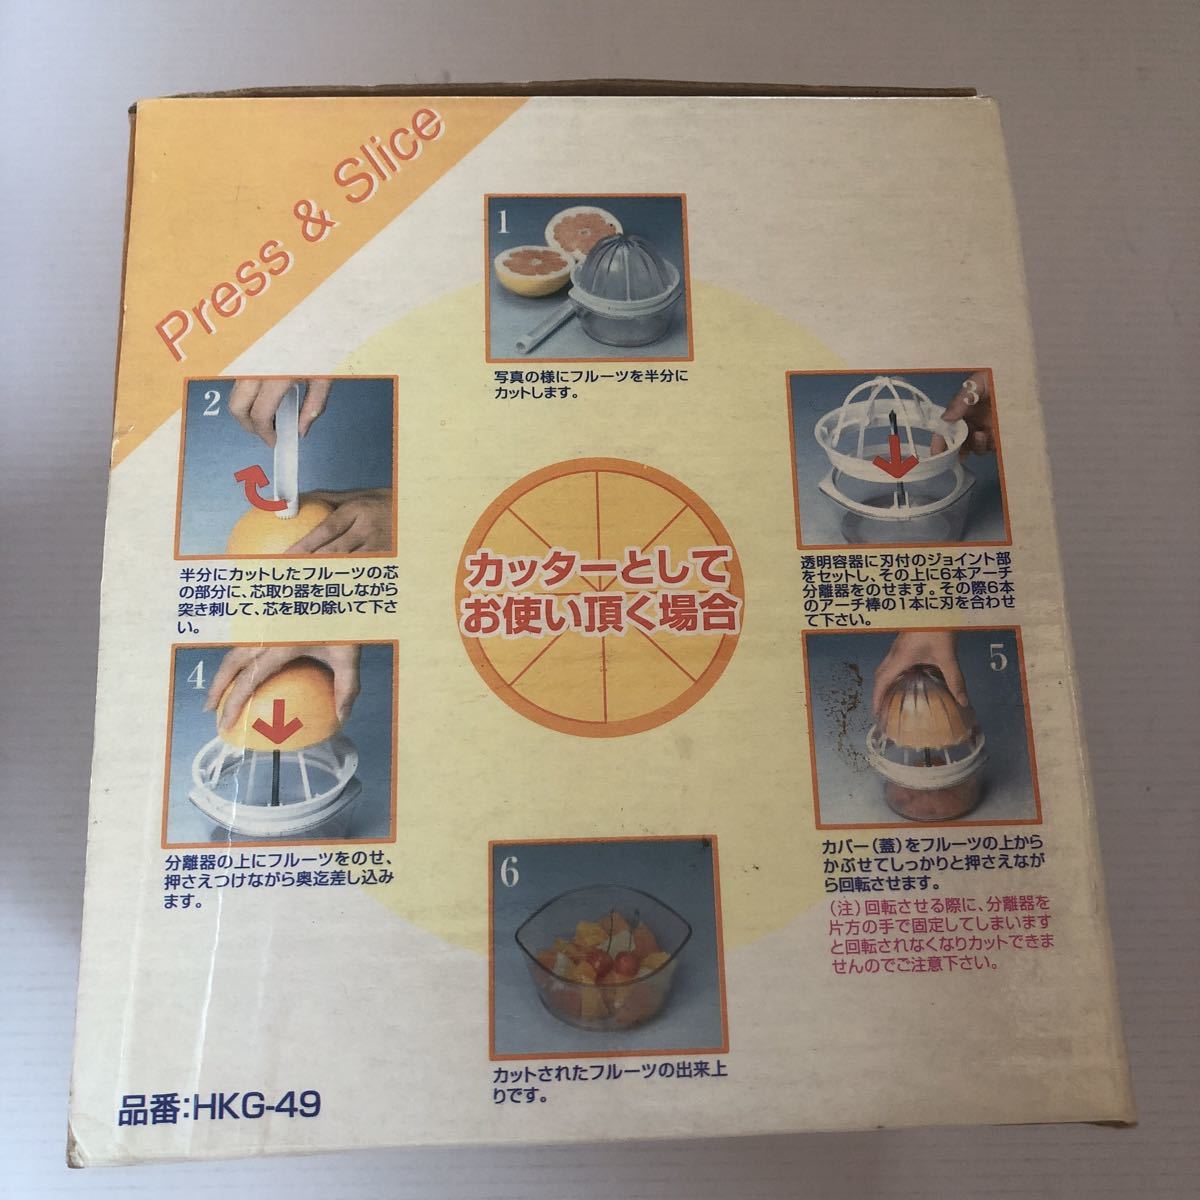 Press & Slice
1
写真の様にフルーツを半分に
カットします。
2
半分にカットしたフルーツの芯
の部分に、芯取り器を回しながら
突き刺して、芯を取り除いて下さ
い。
3
透明容器に刃付のジョイント部
をセットし、その上に6本アーチ
分離器をのせます。その際6本
のアーチ棒の1本に刃を合わせ
て下さい。
カッターとして
お使い頂く場合
4
分離器の上にフルーツをのせ、
押さえつけながら奥迄差し込み
ます。
5
カバー(蓋)をフルーツの上から
かぶせてしっかりと押さえなが
ら回転させます。
(注)回転させる際に、分離器を
片方の手で固定してしまいます
と回転されなくなりカットできま
せんのでご注意下さい。
6
カットされたフルーツの出来上
りです。
品番:HKG-49